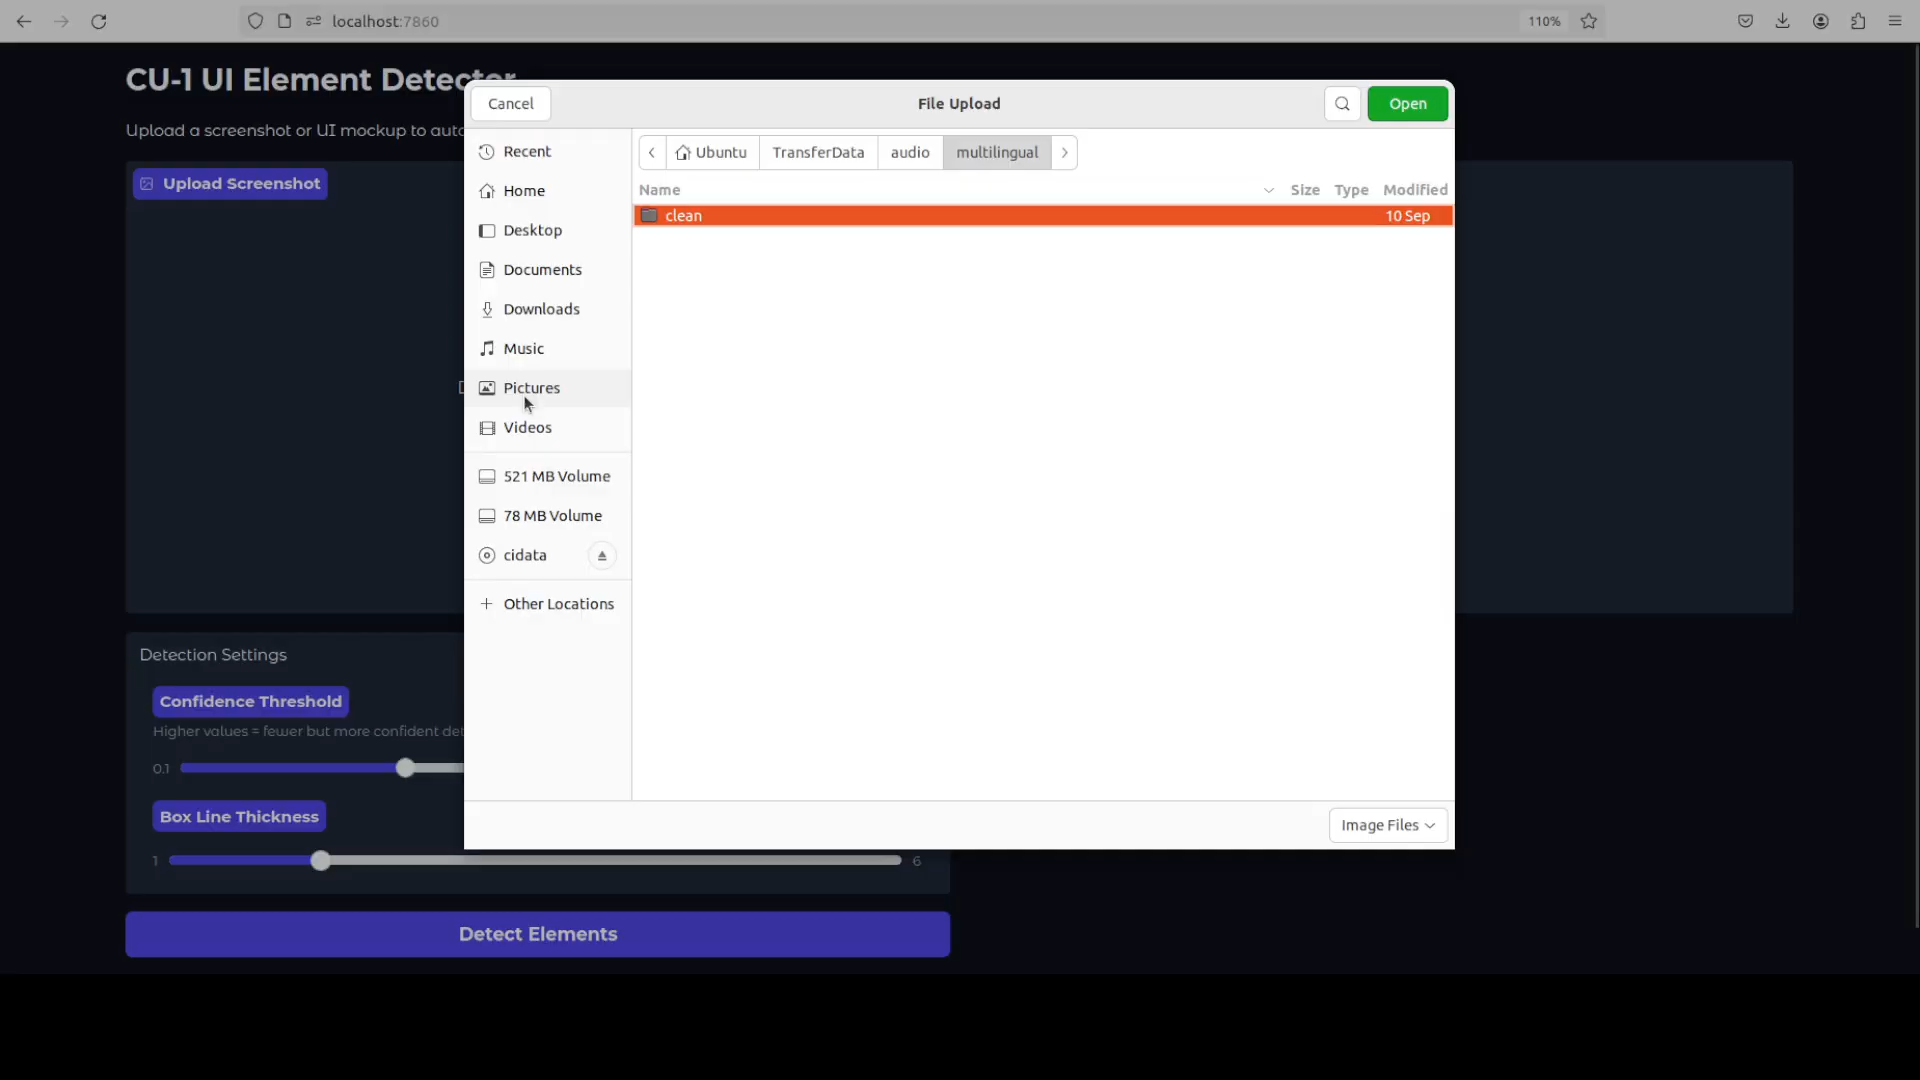 localhost:7860
110%
CU-1 UI Element Detector
Upload a screenshot or UI mockup to
Upload Screenshot
Cancel
File Upload
Open
Recent
Home
Desktop
Documents
Downloads
Music
Pictures
Videos
521 MB Volume
78 MB Volume
cidata
Other Locations
Ubuntu
TransferData
audio
multilingual
Name
Size
Type
Modified
clean
10 Sep
Image Files
Detection Settings
Confidence Threshold
Higher values = fewer but more confident
0.1
Box Line Thickness
1
6
Detect Elements